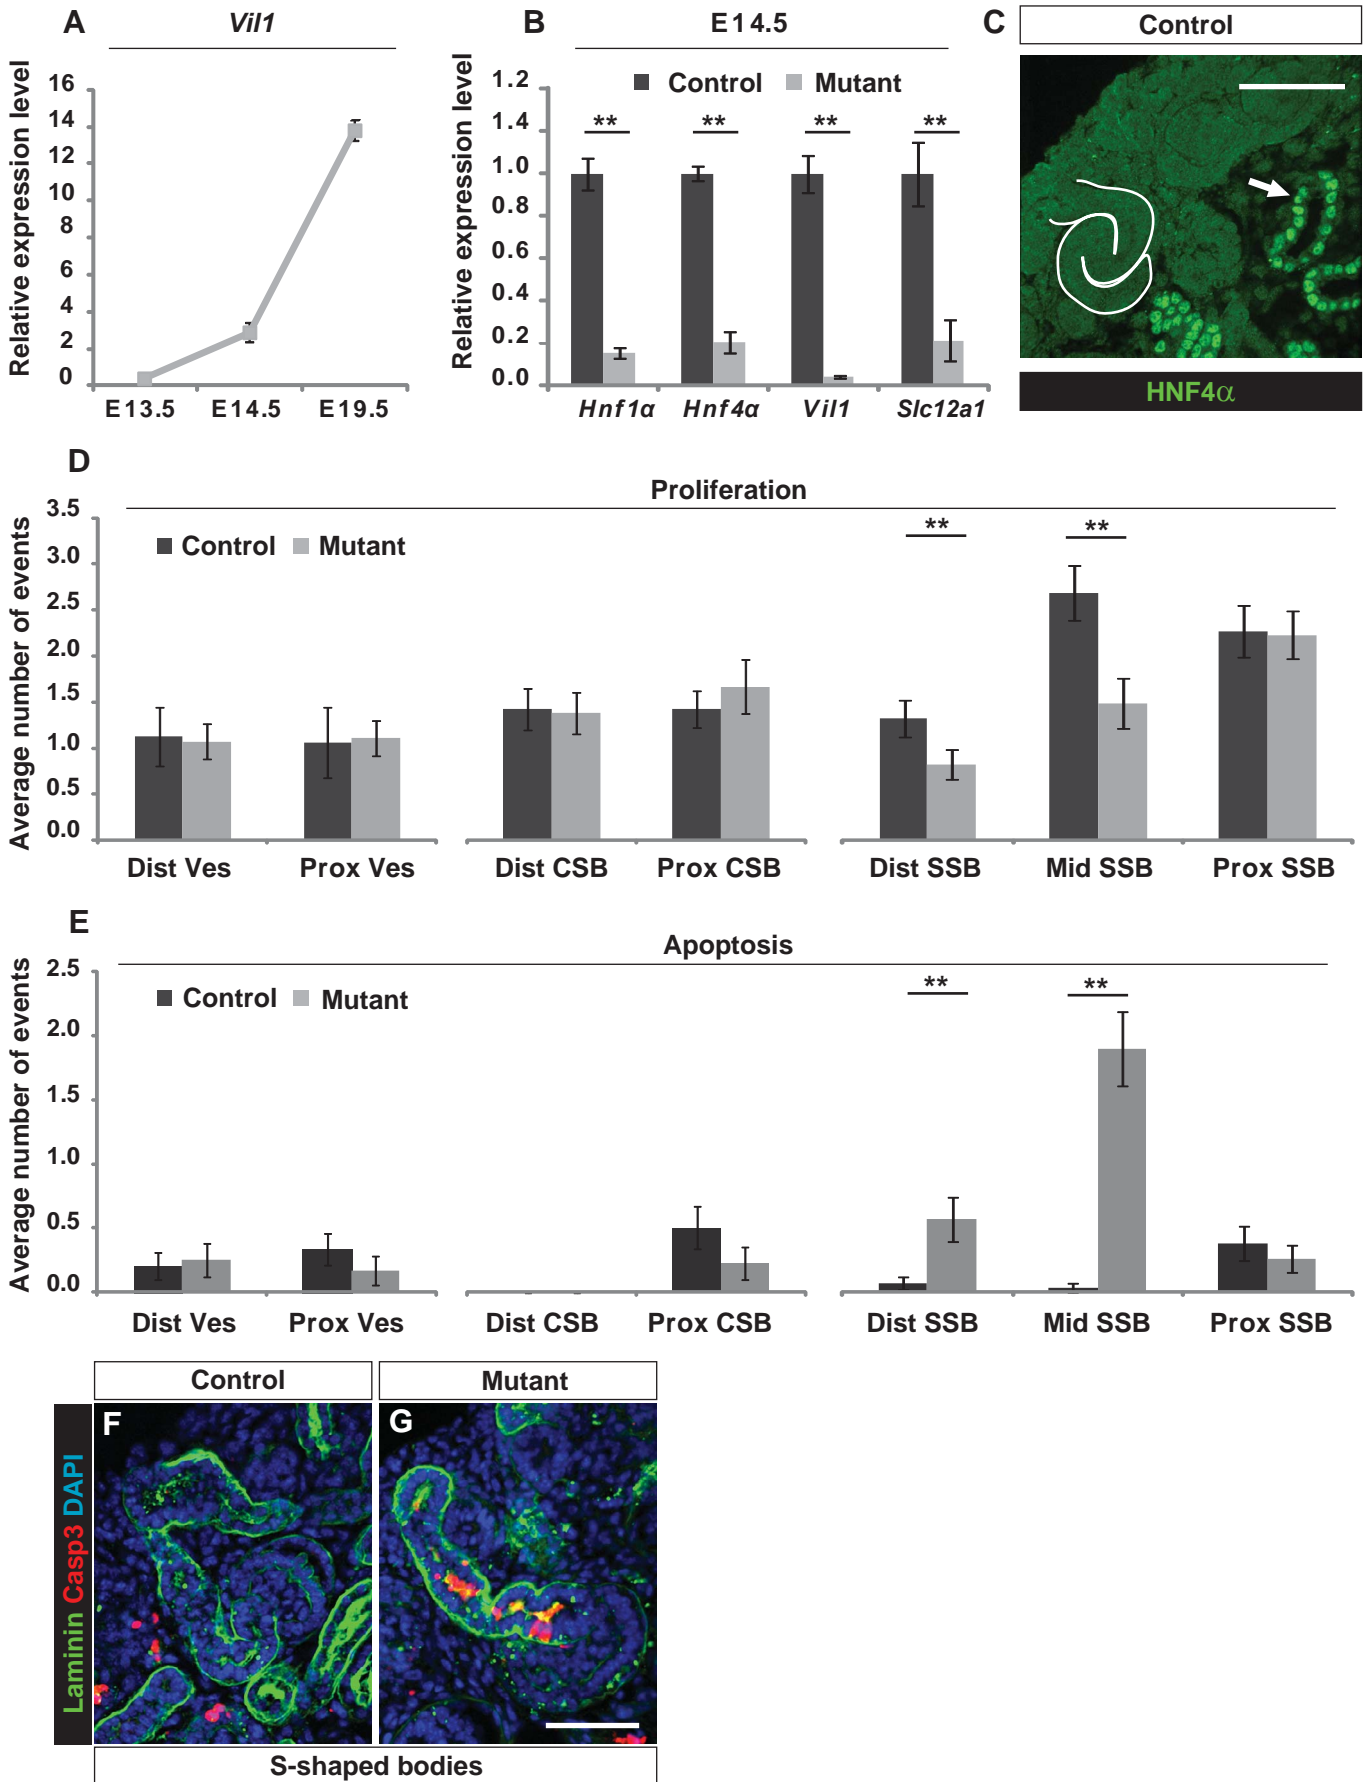 A
Vil1
Relative expression level
16
14
12
10
8
6
4
2
0
E13.5 E14.5 E19.5
B
E14.5
Control Mutant
Relative expression level
1.2
1.4
1.0
0.8
0.6
0.4
0.2
0.0
** ** ** **
Hnf1α Hnf4α Vil1 Slc12a1
C
Control
HNF4α
D
Proliferation
Control Mutant
Average number of events
3.5
3.0
2.5
2.0
1.5
1.0
0.5
0.0
** **
Dist Ves Prox Ves Dist CSB Prox CSB Dist SSB Mid SSB Prox SSB
E
Apoptosis
Control Mutant
Average number of events
2.5
2.0
1.5
1.0
0.5
0.0
** **
Dist Ves Prox Ves Dist CSB Prox CSB Dist SSB Mid SSB Prox SSB
Control Mutant
F G
Laminin Casp3 DAPI
S-shaped bodies